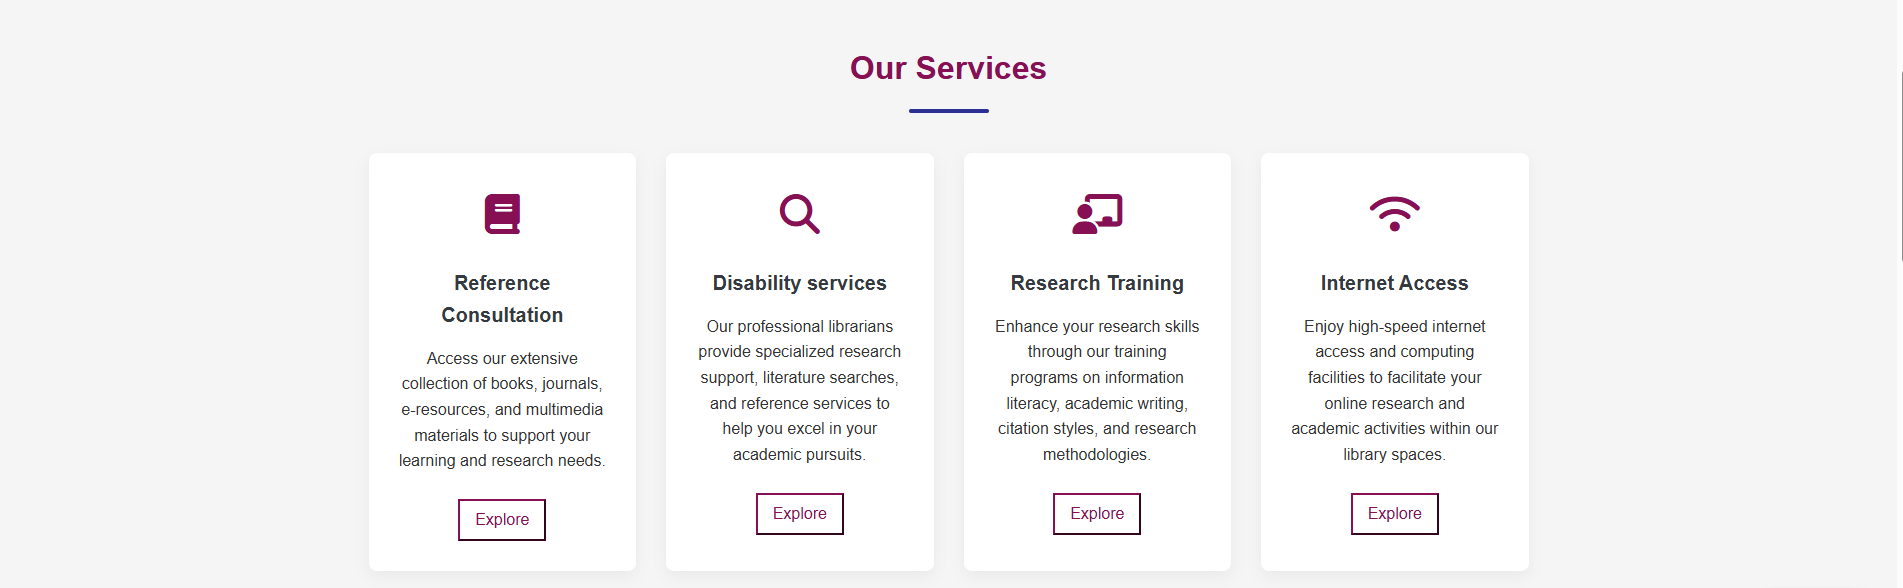 Our Services
Reference
Consultation
Access our extensive
collection of books, journals,
e-resources, and multimedia
materials to support your
learning and research needs.
Explore
Disability services
Our professional librarians
provide specialized research
support, literature searches,
and reference services to
help you excel in your
academic pursuits.
Explore
Research Training
Enhance your research skills
through our training
programs on information
literacy, academic writing,
citation styles, and research
methodologies.
Explore
Internet Access
Enjoy high-speed internet
access and computing
facilities to facilitate your
online research and
academic activities within our
library spaces.
Explore